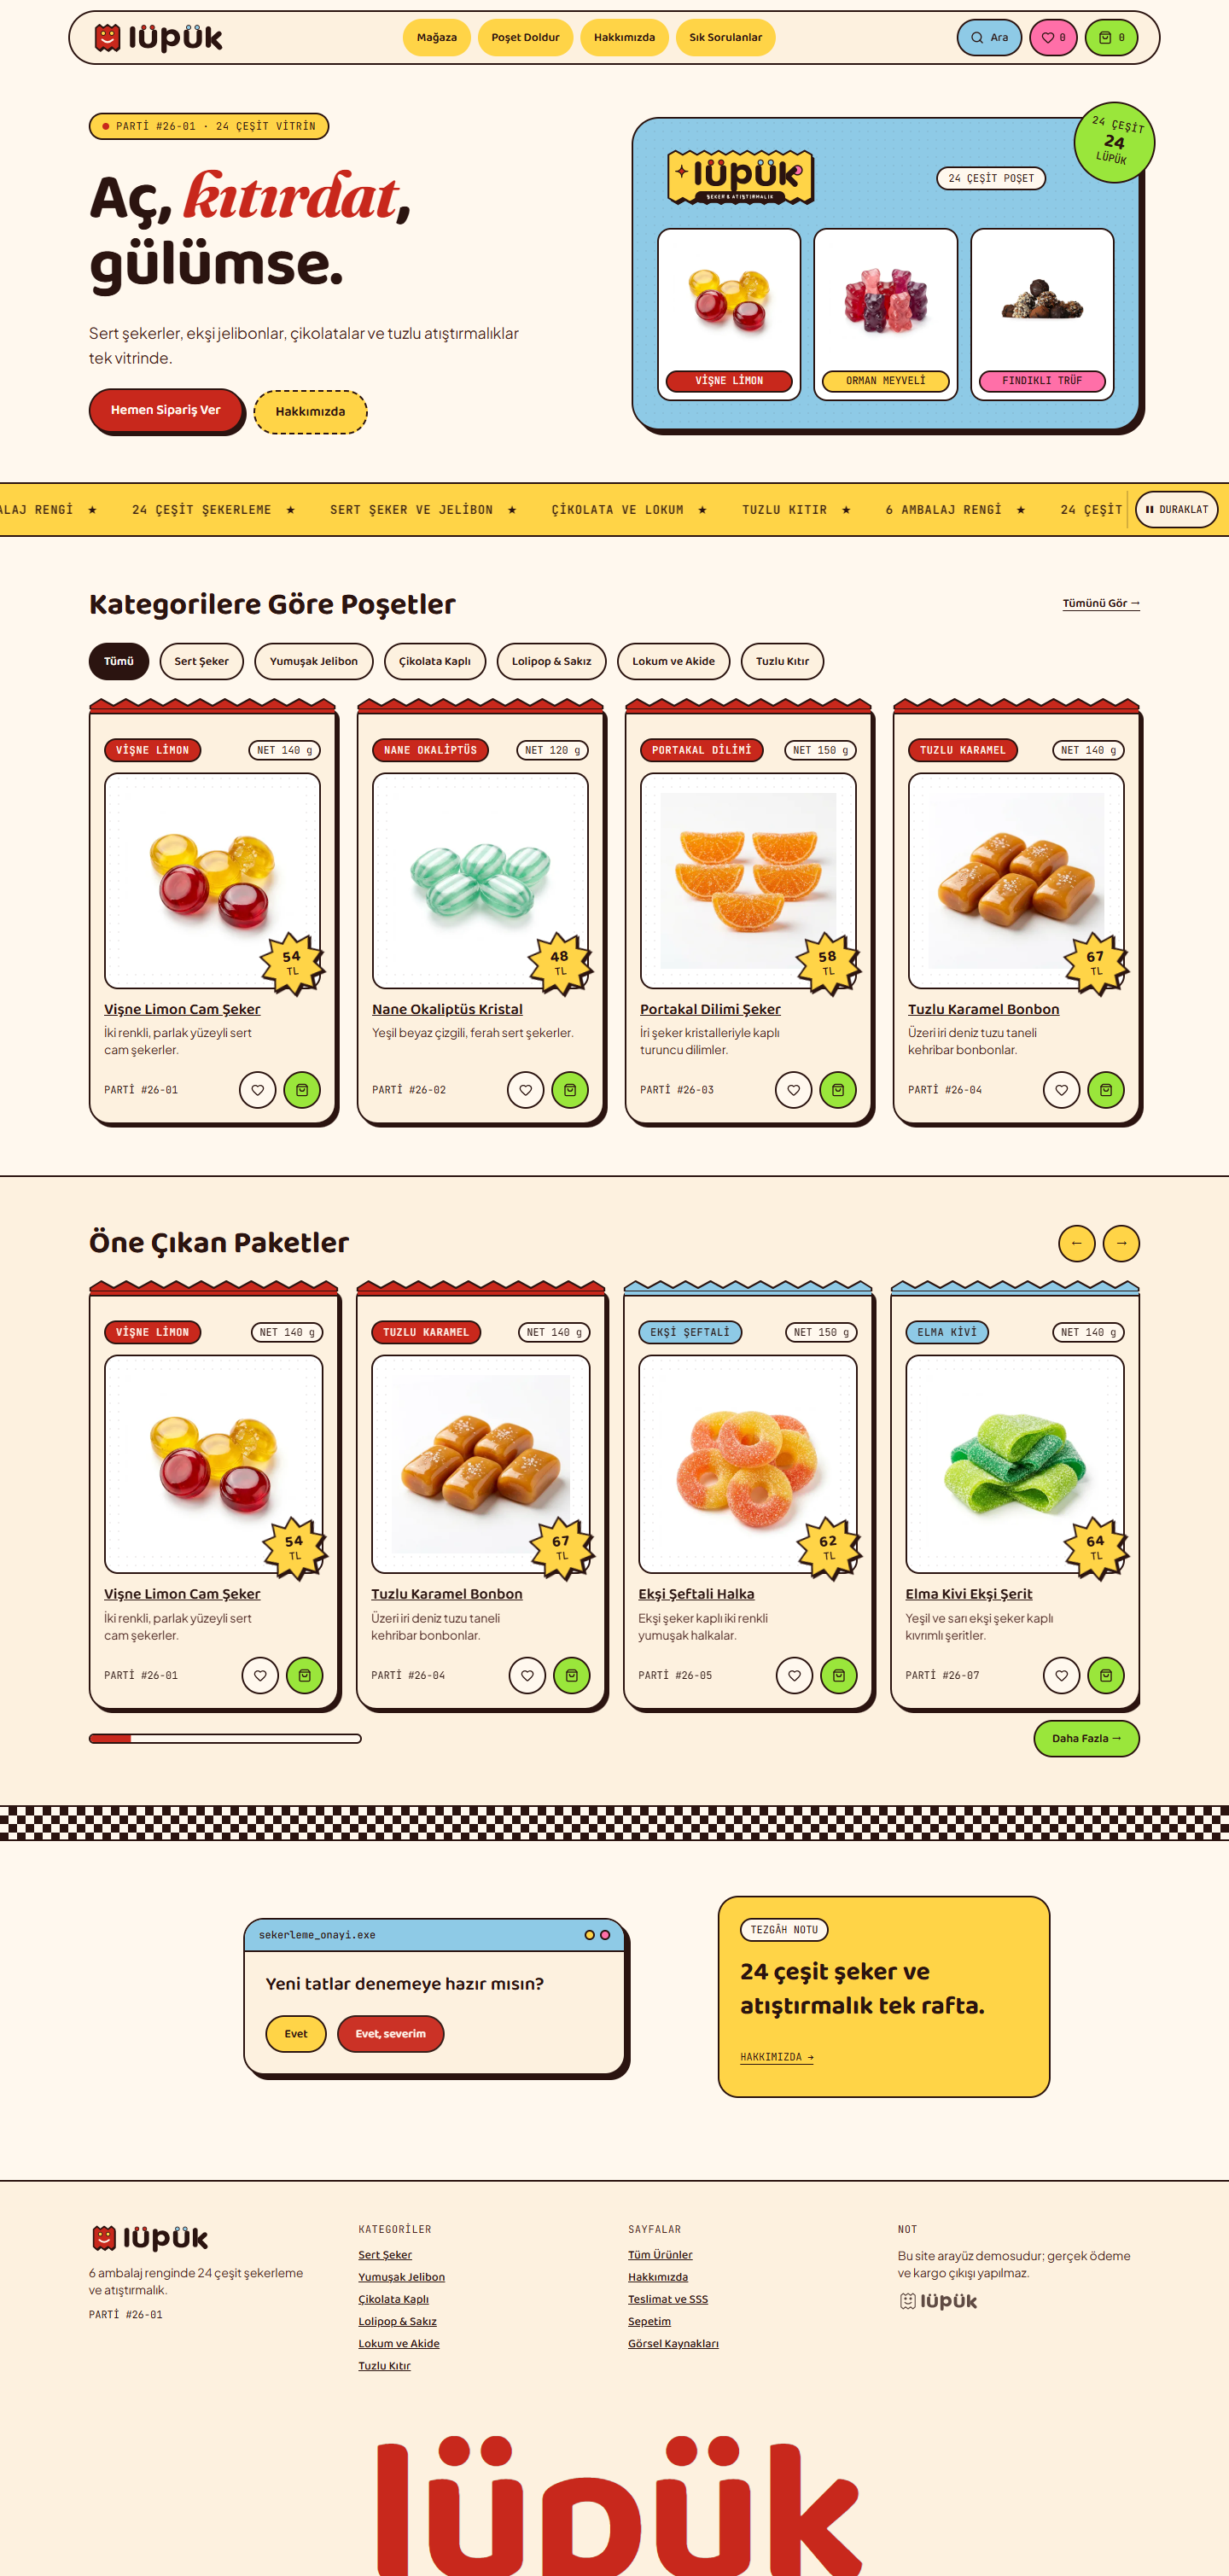 lüpük
Mağaza
Poşet Doldur
Hakkımızda
Sık Sorulanlar
Ara
0
0
PARTİ #26-01 · 24 ÇEŞİT VİTRİN
Aç, kıtırdat,
gülümse.
Sert şekerler, ekşi jelibonlar, çikolatalar ve tuzlu atıştırmalıklar
tek vitrinde.
Hemen Sipariş Ver
Hakkımızda
lüpük
ŞEKER & ATIŞTIRMALIK
24 ÇEŞİT POŞET
24 ÇEŞİT
24
LÜPÜK
VİŞNE LİMON
ORMAN MEYVELİ
FINDIKLI TRÜF
ALAJ RENGİ ★ 24 ÇEŞİT ŞEKERLEME ★ SERT ŞEKER VE JELİBON ★ ÇİKOLATA VE LOKUM ★ TUZLU KITIR ★ 6 AMBALAJ RENGİ ★ 24 ÇEŞİT
DURAKLAT
Kategorilere Göre Poşetler
Tümünü Gör →
Tümü
Sert Şeker
Yumuşak Jelibon
Çikolata Kaplı
Lolipop & Sakız
Lokum ve Akide
Tuzlu Kıtır
VİŞNE LİMON
NET 140 g
54
TL
Vişne Limon Cam Şeker
İki renkli, parlak yüzeyli sert
cam şekerler.
PARTİ #26-01
NANE OKALİPTÜS
NET 120 g
48
TL
Nane Okaliptüs Kristal
Yeşil beyaz çizgili, ferah sert şekerler.
PARTİ #26-02
PORTAKAL DİLİMİ
NET 150 g
58
TL
Portakal Dilimi Şeker
İri şeker kristalleriyle kaplı
turuncu dilimler.
PARTİ #26-03
TUZLU KARAMEL
NET 140 g
67
TL
Tuzlu Karamel Bonbon
Üzeri iri deniz tuzu taneli
kehribar bonbonlar.
PARTİ #26-04
Öne Çıkan Paketler
←
→
VİŞNE LİMON
NET 140 g
54
TL
Vişne Limon Cam Şeker
İki renkli, parlak yüzeyli sert
cam şekerler.
PARTİ #26-01
TUZLU KARAMEL
NET 140 g
67
TL
Tuzlu Karamel Bonbon
Üzeri iri deniz tuzu taneli
kehribar bonbonlar.
PARTİ #26-04
EKŞİ ŞEFTALİ
NET 150 g
62
TL
Ekşi Şeftali Halka
Ekşi şeker kaplı iki renkli
yumuşak halkalar.
PARTİ #26-05
ELMA KİVİ
NET 140 g
64
TL
Elma Kivi Ekşi Şerit
Yeşil ve sarı ekşi şeker kaplı
kıvrımlı şeritler.
PARTİ #26-07
Daha Fazla →
sekerleme_onayi.exe
Yeni tatlar denemeye hazır mısın?
Evet
Evet, severim
TEZGÂH NOTU
24 çeşit şeker ve
atıştırmalık tek rafta.
HAKKIMIZDA →
lüpük
6 ambalaj renginde 24 çeşit şekerleme
ve atıştırmalık.
PARTİ #26-01
KATEGORİLER
Sert Şeker
Yumuşak Jelibon
Çikolata Kaplı
Lolipop & Sakız
Lokum ve Akide
Tuzlu Kıtır
SAYFALAR
Tüm Ürünler
Hakkımızda
Teslimat ve SSS
Sepetim
Görsel Kaynakları
NOT
Bu site arayüz demosudur; gerçek ödeme
ve kargo çıkışı yapılmaz.
lüpük
lüpük